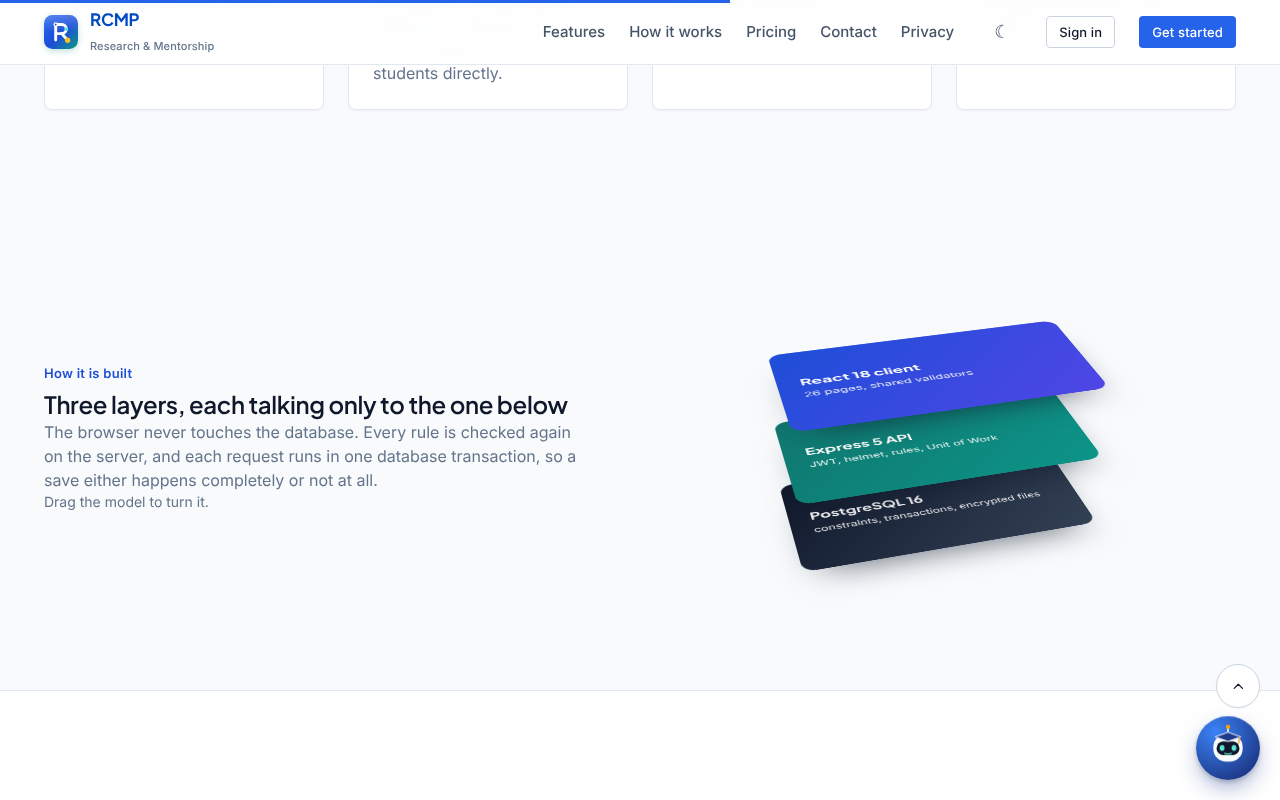 RCMP
Research & Mentorship
Features
How it works
Pricing
Contact
Privacy
Sign in
Get started
students directly.
How it is built
Three layers, each talking only to the one below
The browser never touches the database. Every rule is checked again
on the server, and each request runs in one database transaction, so a
save either happens completely or not at all.
Drag the model to turn it.
React 18 client
26 pages, shared validators
Express 5 API
JWT, helmet, rules, Unit of Work
PostgreSQL 16
constraints, transactions, encrypted files